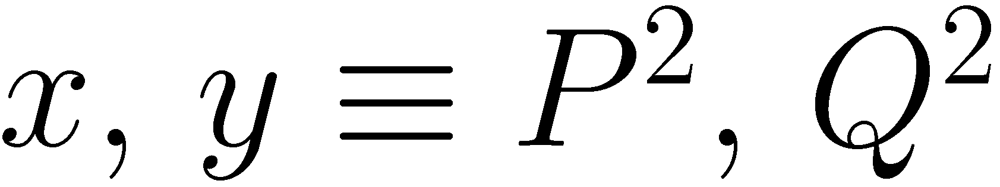 x, y ≡ P², Q²